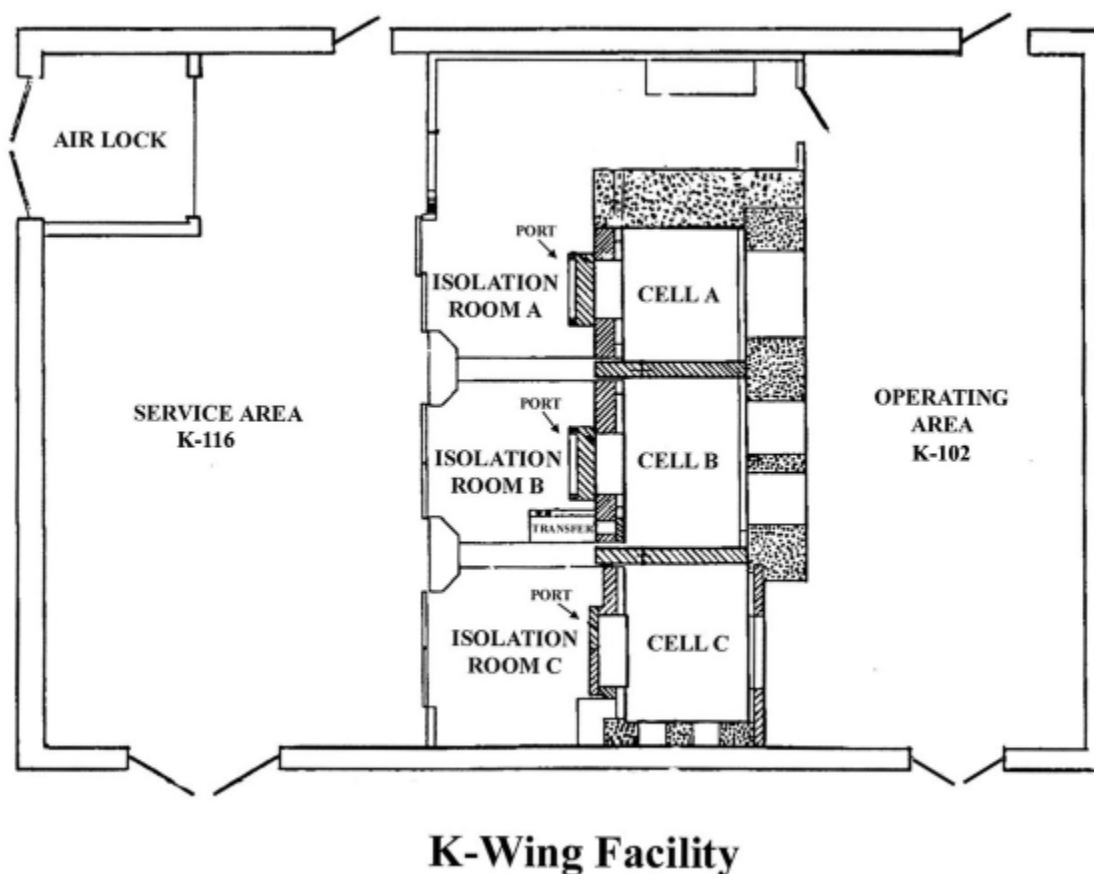 AIR LOCK
PORT
ISOLATION
ROOM A
CELL A
SERVICE AREA
K-116
PORT
ISOLATION
ROOM B
CELL B
OPERATING
AREA
K-102
TRANSFER
PORT
ISOLATION
ROOM C
CELL C
K-Wing Facility